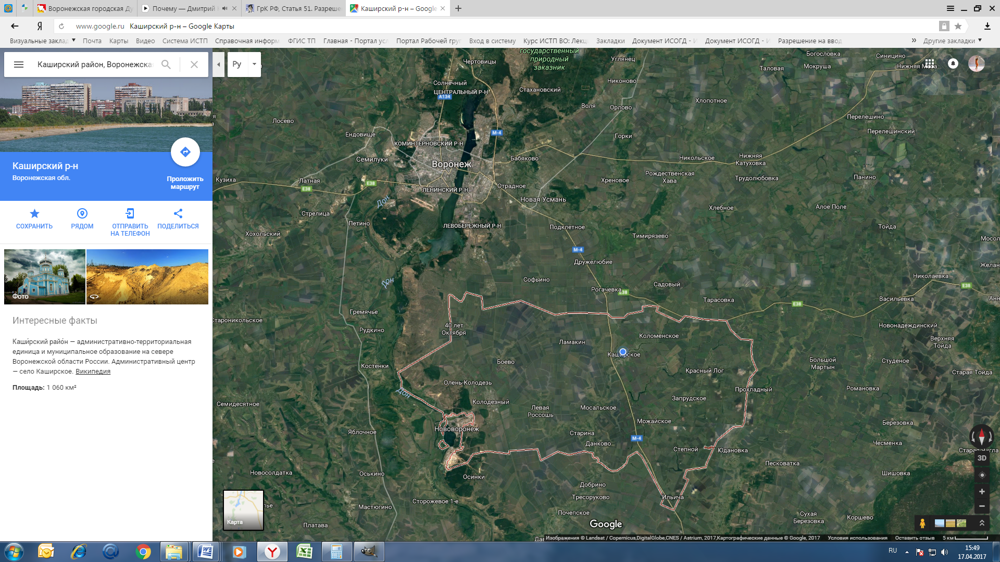 Воронежская городская Ду
Почему — Дмитрий
ГрК РФ, Статья 51. Разреше
Каширский р-н – Google
www.google.ru Каширский р-н – Google Карты
Визуальные заклад
Почта
Карты
Видео
Система ИСТП
Справочная информ
ФГИС ТП
Главная - Портал усл
Портал Рабочей груп
Вход в систему
Курс ИСТП ВО: Лекц
Закладки
Документ ИСОГД - И
Документ ИСОГД - И
Разрешение на ввод
»
Другие закладки
Каширский район, Воронежска
Ру
Каширский р-н
Воронежская обл.
Проложить
маршрут
СОХРАНИТЬ
РЯДОМ
ОТПРАВИТЬ
НА ТЕЛЕФОН
ПОДЕЛИТЬСЯ
Фото
Интересные факты
Каши́рский райо́н — административно-территориальная
единица и муниципальное образование на севере
Воронежской области России. Административный центр
— село Каширское. Википедия
Площадь: 1 060 км²
государственный
природный
заказник
Чертовицы
Углянец
Богословка
Синицино
Таловая
Мокруша
Солнечный
ЦЕНТРАЛЬНЫЙ Р-Н
A134
Стахановский
Никоново
Хлопотное
Воля
Орлово
Лосево
Перелешино
Перелешинский
Ендовище
M-4
КОМИНТЕРНОВСКИЙ Р-Н
Горки
Семилуки
Воронеж
Бабяково
Никольское
Нижняя
Катуховка
Рождественская
Хава
Кузиха
Латная
E38
E38
ЛЕНИНСКИЙ Р-Н
Отрадное
Хреновое
Трудолюбовка
Панино
Новая Усмань
Дон
Стрелица
Хлебное
Алое Поле
Петино
ЛЕВОБЕРЕЖНЫЙ Р-Н
Подклетное
Тойда
Хохольский
Тимирязево
M-4
Дружелюбие
Николаевка
Дон
Софьино
Рогачевка
E38
Садовый
E38
Тарасовка
E38
Васильевка
Гремячье
Староникольское
40 лет
Октября
Рудкино
Новонадеждинский
Коломенское
Ламакин
Верхняя
Тойда
Каширское
Боево
Большой
Мартын
Студеное
Костенки
Красный Лог
Старая Тойда
Олень-Колодезь
Дон
Прохладный
Романовка
Семидесятное
Колодезный
Запрудское
Левая
Россошь
Мосальское
Можайское
Березовка
Нововоронеж
Яблочное
Старина
M-4
Данково
Чесменка
Степной
Юдановка
3D
Песковатка
Новосолдатка
Оськино
Осинки
Шишовка
Добрино
Тресоруково
Ильича
Сторожевое 1-е
Мастюгино
Почепское
Сухая
Березовка
Коршево
Карта
Платава
Google
Изображения © Landsat / Copernicus,DigitalGlobe,CNES / Astrium, 2017,Картографические данные © Google, 2017
Условия использования
Оставить отзыв
5 км
RU
15:49
17.04.2017